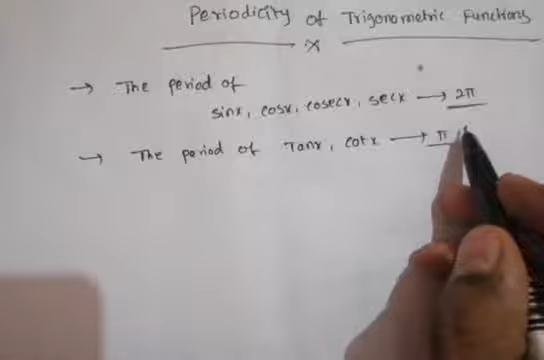 Periodicity of Trigonometric Functions
x
→ The period of
sinx, cosx, cosecx, secx → 2π
→ The period of Tanx, cotx → π